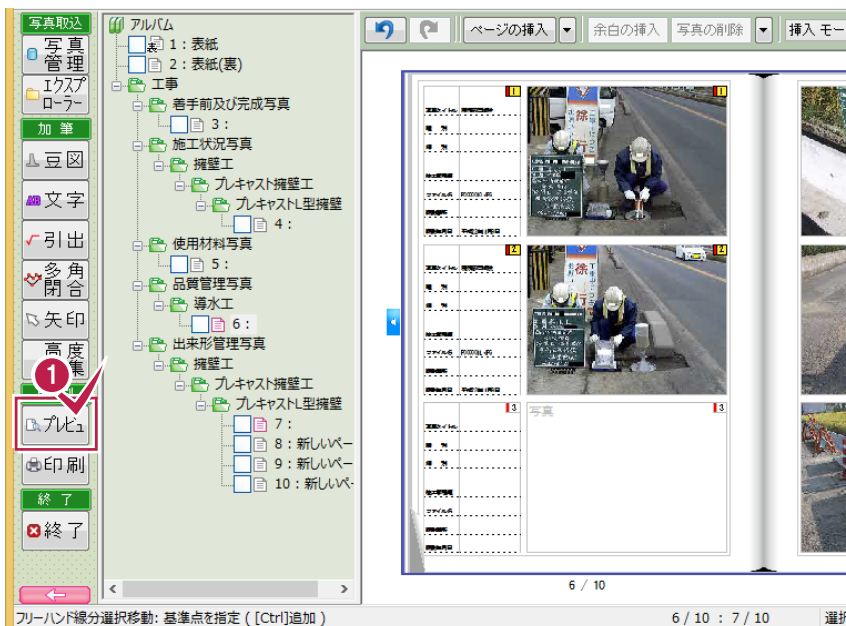 写真取込
写真管理
エクスプローラー
加 筆
豆図
文字
引出
多角閉合
矢印
高度
集
1
プレビュ
印刷
終 了
終了
アルバム
1：表紙
2：表紙(裏)
工事
着手前及び完成写真
3：
施工状況写真
擁壁工
プレキャスト擁壁工
プレキャストL型擁壁
4：
使用材料写真
5：
品質管理写真
導水工
6：
出来形管理写真
擁壁工
プレキャスト擁壁工
プレキャストL型擁壁
7：
8：新しいペー
9：新しいペー
10：新しいペ
ページの挿入
余白の挿入
写真の削除
挿入 モー
1
2
3
写真
3
徐行
6 / 10
フリーハンド線分選択移動: 基準点を指定 ( [Ctrl]追加 )
6 / 10 : 7 / 10
選択